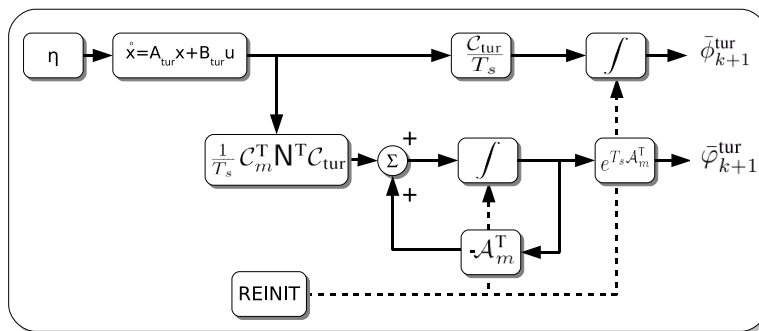 η
ẋ=A_tur x+B_tur u
C_tur / T_s
∫
φ̄^tur_{k+1}
1/T_s C_m^T N^T C_tur
+
Σ
+
∫
e^{T_s A_m^T}
φ̄^tur_{k+1}
-A_m^T
REINIT